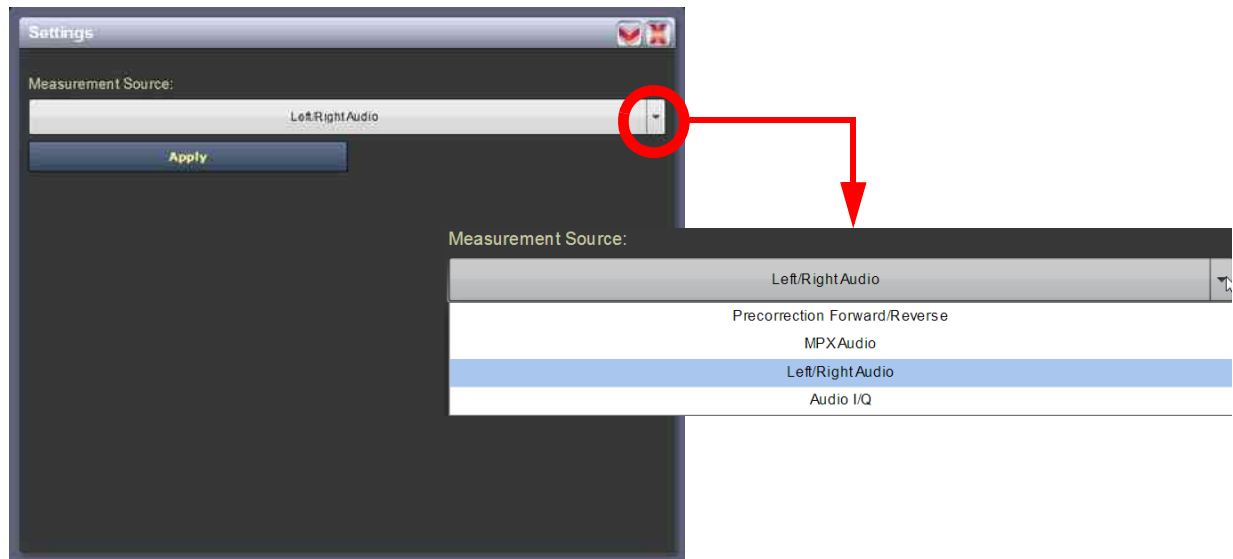 Settings
Measurement Source:
Left/Right Audio
Apply
Measurement Source:
Left/Right Audio
Precorrection Forward/Reverse
MPX Audio
Left/Right Audio
Audio I/Q